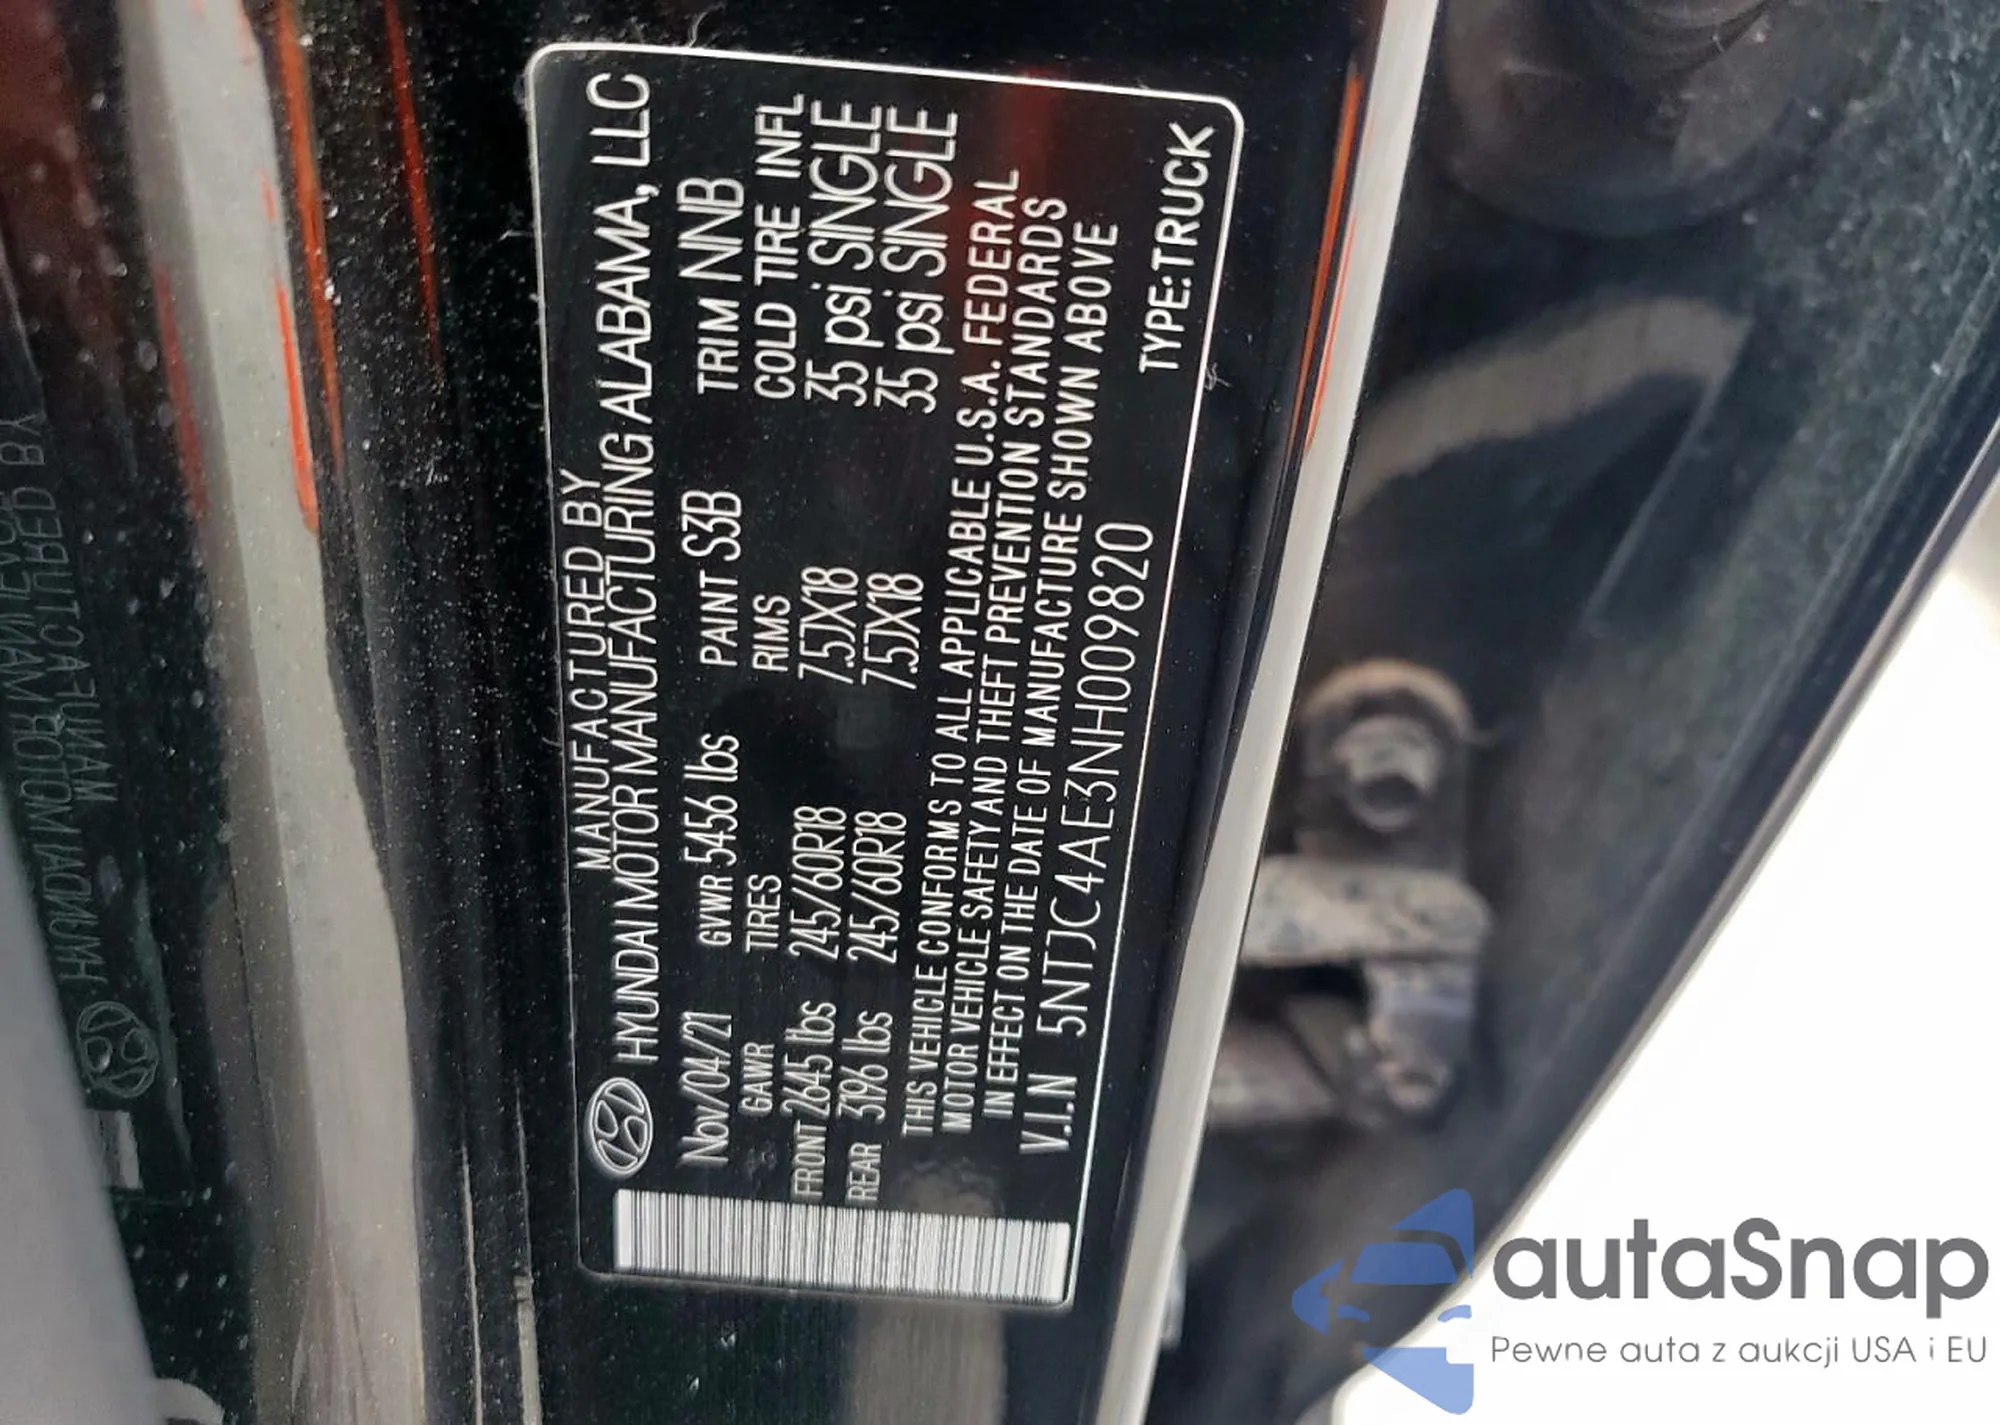 MANUFACTURED BY
HYUNDAI MOTOR MANUFACTURING ALABAMA, LLC
Nov/04/21 GVWR 5456 lbs PAINT S3B TRIM NNB
GAWR TIRES RIMS COLD TIRE INFL
FRONT 2645 lbs 245/60R18 7.5JX18 35 psi SINGLE
REAR 3196 lbs 245/60R18 7.5JX18 35 psi SINGLE
THIS VEHICLE CONFORMS TO ALL APPLICABLE U.S.A. FEDERAL
MOTOR VEHICLE SAFETY AND THEFT PREVENTION STANDARDS
IN EFFECT ON THE DATE OF MANUFACTURE SHOWN ABOVE
V.I.N 5NTJC4AE3NH009820 TYPE:TRUCK
autaSnap
Pewne auta z aukcji USA i EU